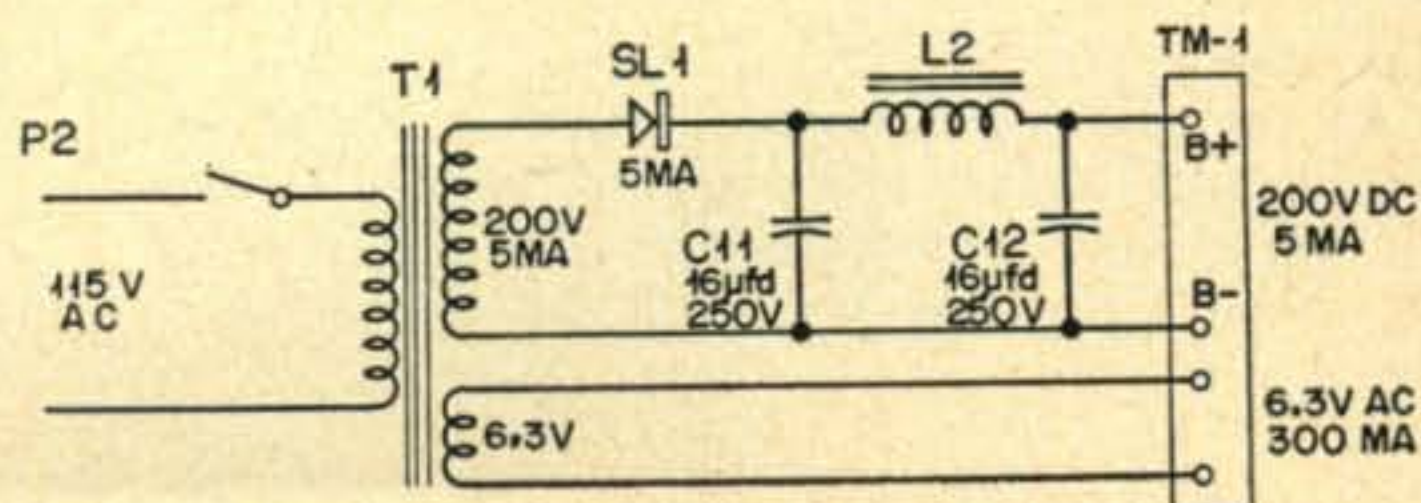 P2
115 V
AC
T1
200V
5MA
6.3V
SL1
5MA
C11
16µfd
250V
L2
C12
16µfd
250V
TM-1
B+
B-
200V DC
5 MA
6.3V AC
300 MA